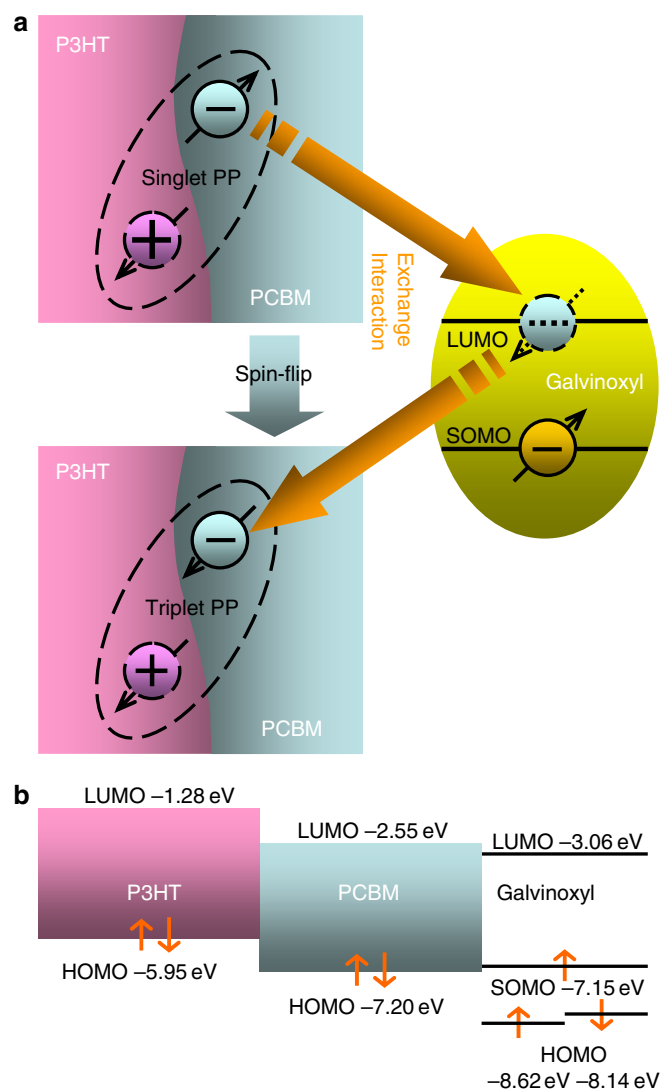 a
P3HT
Singlet PP
PCBM
Exchange
Interaction
LUMO
Galvinoxyl
SOMO
Spin-flip
P3HT
Triplet PP
PCBM
b
LUMO –1.28 eV
LUMO –2.55 eV
LUMO –3.06 eV
P3HT
PCBM
Galvinoxyl
HOMO –5.95 eV
HOMO –7.20 eV
SOMO –7.15 eV
HOMO
–8.62 eV –8.14 eV